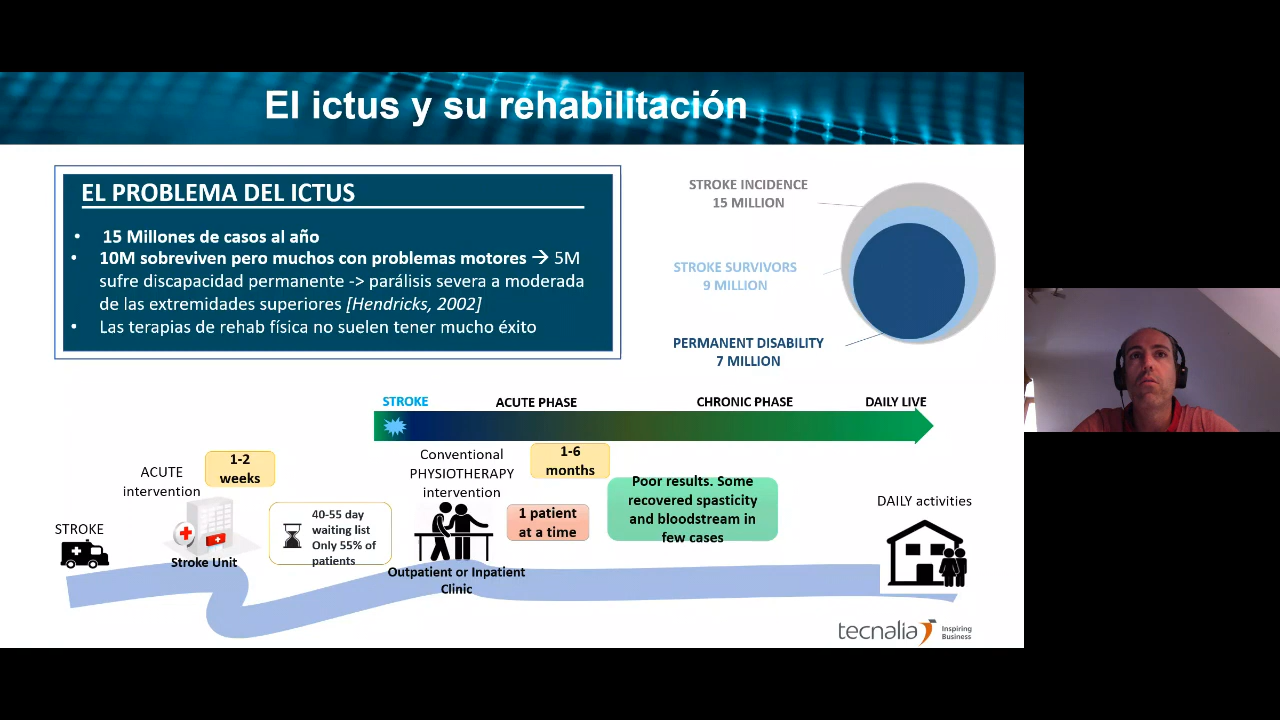 El ictus y su rehabilitación
EL PROBLEMA DEL ICTUS
• 15 Millones de casos al año
• 10M sobreviven pero muchos con problemas motores → 5M
sufre discapacidad permanente -> parálisis severa a moderada
de las extremidades superiores [Hendricks, 2002]
• Las terapias de rehab física no suelen tener mucho éxito
STROKE INCIDENCE
15 MILLION
STROKE SURVIVORS
9 MILLION
PERMANENT DISABILITY
7 MILLION
STROKE
ACUTE PHASE
CHRONIC PHASE
DAILY LIVE
STROKE
ACUTE
intervention
1-2
weeks
Stroke Unit
40-55 day
waiting list
Only 55% of
patients
Conventional
PHYSIOTHERAPY
intervention
1-6
months
1 patient
at a time
Outpatient or Inpatient
Clinic
Poor results. Some
recovered spasticity
and bloodstream in
few cases
DAILY activities
tecnalia
Inspiring
Business